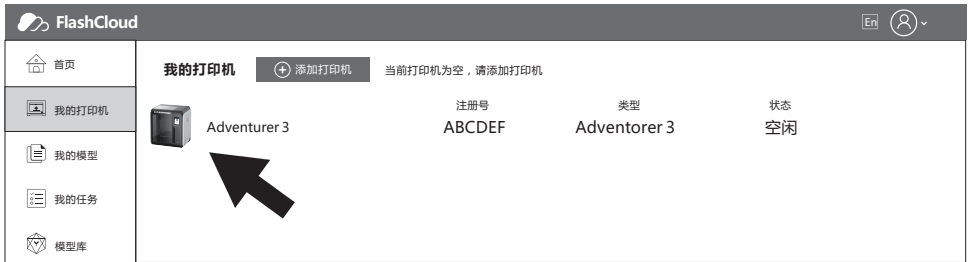 FlashCloud
En
首页
我的打印机
我的模型
我的任务
模型库
我的打印机
添加打印机
当前打印机为空，请添加打印机
注册号 类型 状态
Adventurer 3 ABCDEF Adventorer 3 空闲